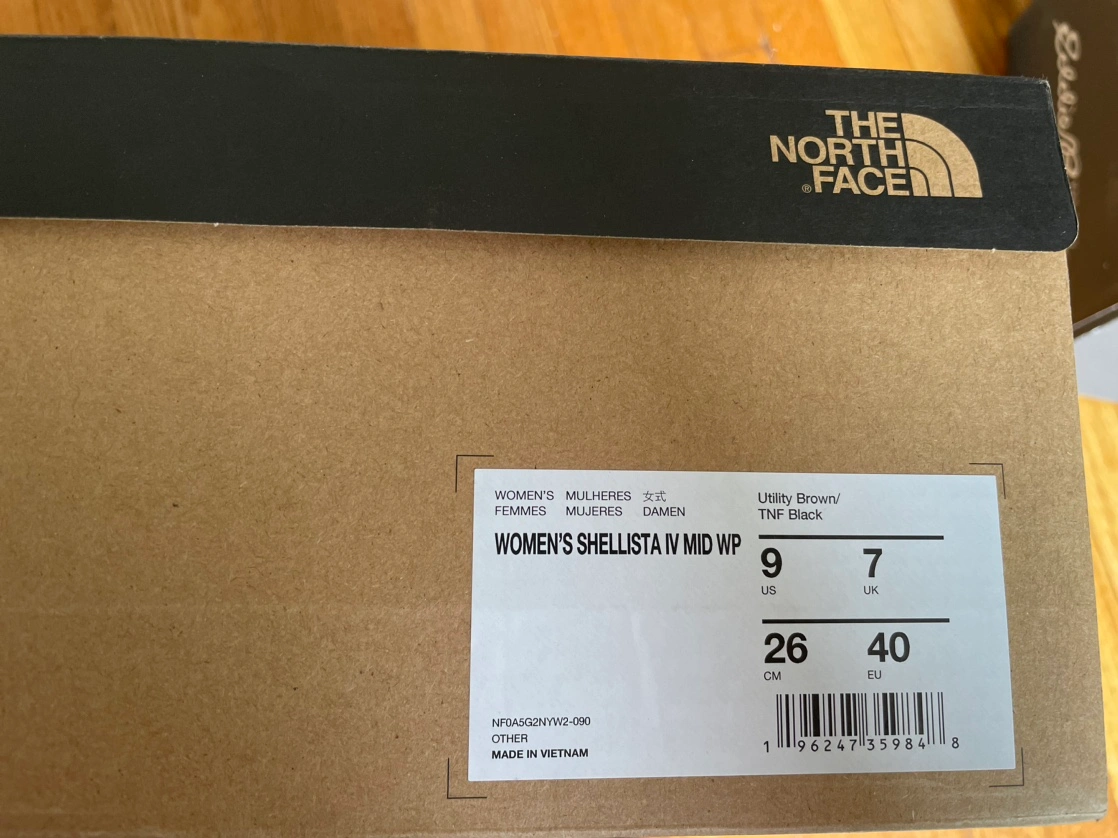 THE
NORTH
FACE
®
WOMEN'S MULHERES 女式
FEMMES MUJERES DAMEN
WOMEN'S SHELLISTA IV MID WP
Utility Brown/
TNF Black
9 7
US UK
26 40
CM EU
NF0A5G2NYW2-090
OTHER
MADE IN VIETNAM
1 96247 35984 8